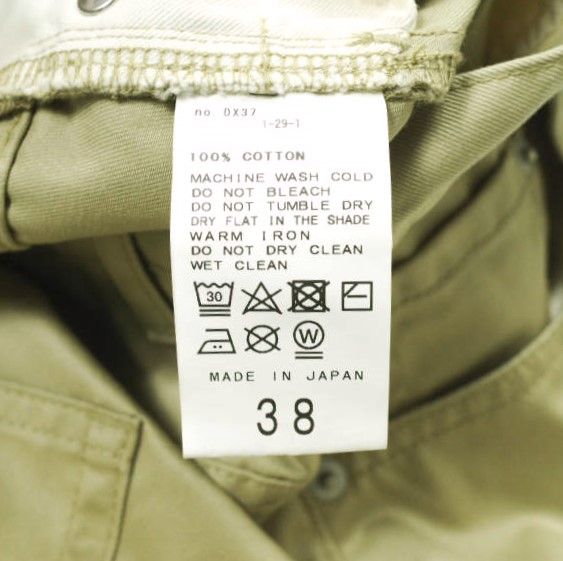 no. DX37
1-29-1
100% COTTON
MACHINE WASH COLD
DO NOT BLEACH
DO NOT TUMBLE DRY
DRY FLAT IN THE SHADE
WARM IRON
DO NOT DRY CLEAN
WET CLEAN
30
W
MADE IN JAPAN
38